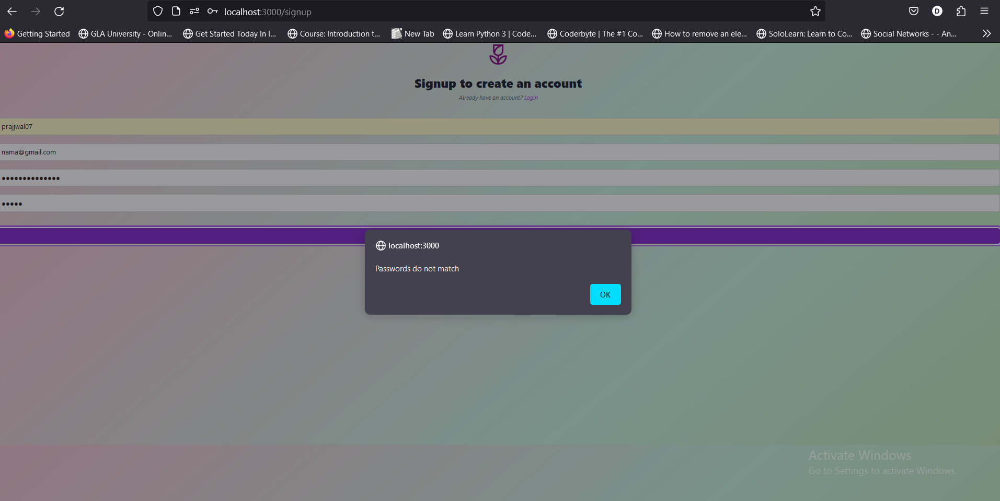 localhost:3000/signup
D
Getting Started
GLA University - Onlin...
Get Started Today In I...
Course: Introduction t...
New Tab
Learn Python 3 | Code...
Coderbyte | The #1 Co...
How to remove an ele...
SoloLearn: Learn to Co...
Social Networks - - An...
Signup to create an account
Already have an account? Login
prajjwal07
nama@gmail.com
●●●●●●●●●●●●●●
●●●●●
localhost:3000
Passwords do not match
OK
Activate Windows
Go to Settings to activate Windows.